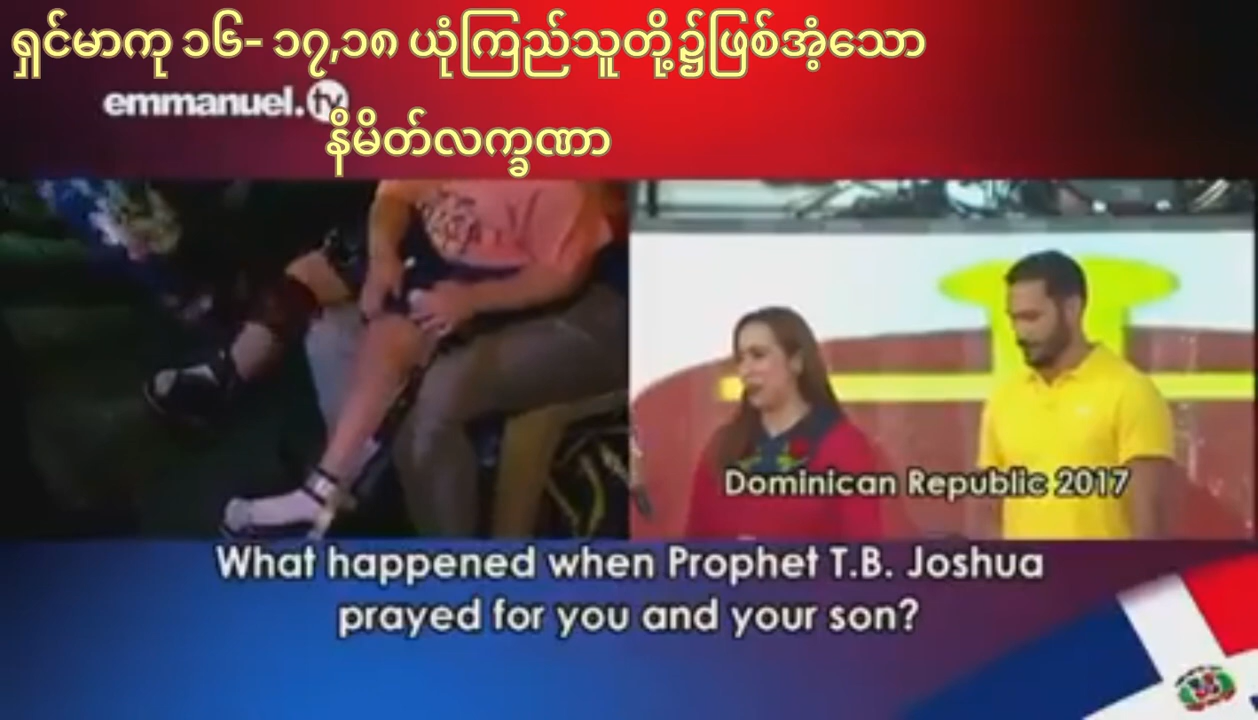 ရှင်မာကု ၁၆- ၁၇,၁၈ ယုံကြည်သူတို့၌ဖြစ်အံ့သော
emmanuel.tv
နိမိတ်လက္ခဏာ
Dominican Republic 2017
What happened when Prophet T.B. Joshua
prayed for you and your son?